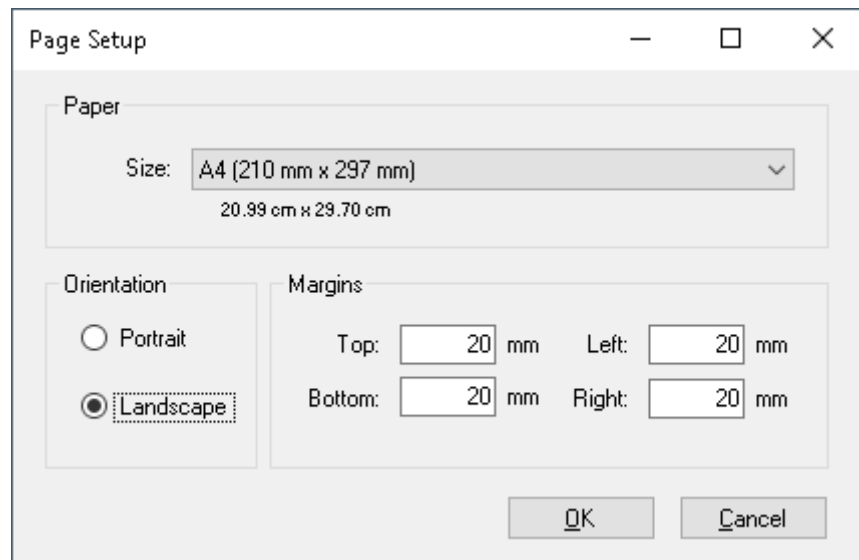 Page Setup
Paper
Size: A4 (210 mm x 297 mm)
20.99 cm x 29.70 cm
Orientation
Portrait
Landscape
Margins
Top: 20 mm Left: 20 mm
Bottom: 20 mm Right: 20 mm
OK Cancel